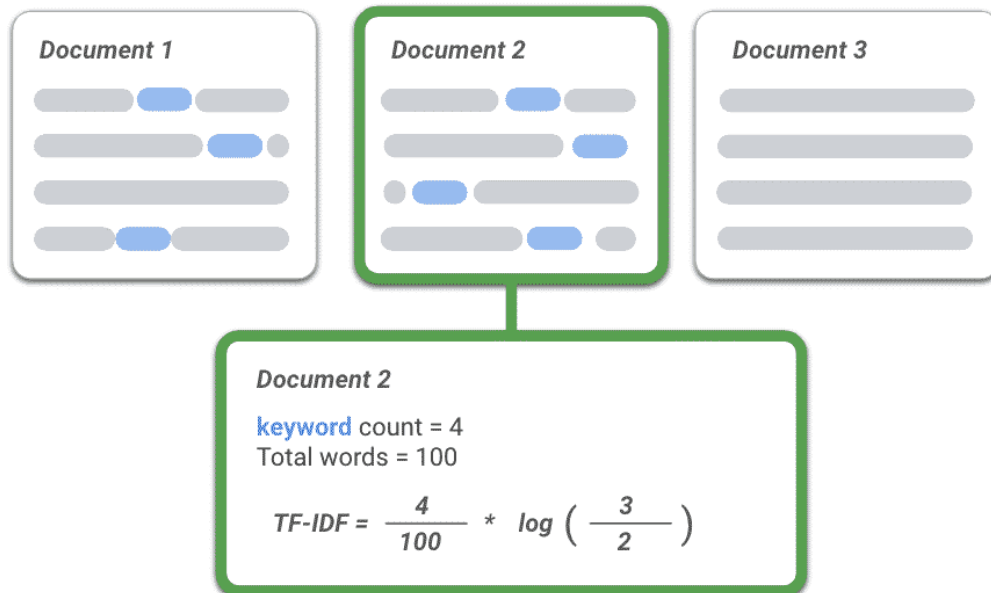 Document 1
Document 2
Document 3
Document 2
keyword count = 4
Total words = 100
TF-IDF = 4/100 * log ( 3/2 )